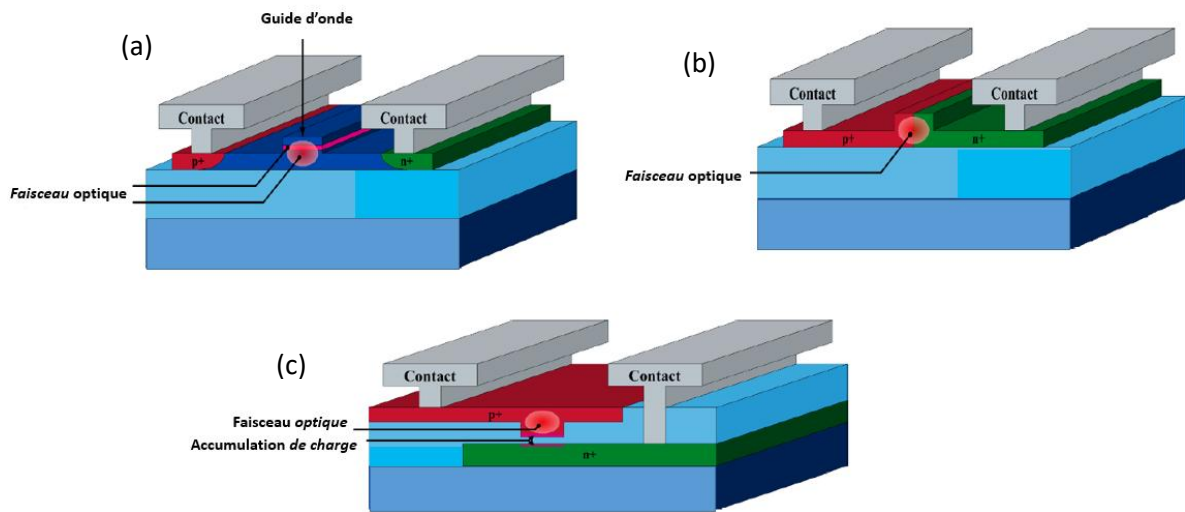 Guide d'onde
(a)
Contact
Contact
p+
n+
Faisceau optique
(b)
Contact
Contact
p+
n+
Faisceau optique
(c)
Contact
Contact
p+
Faisceau optique
Accumulation de charge
n+